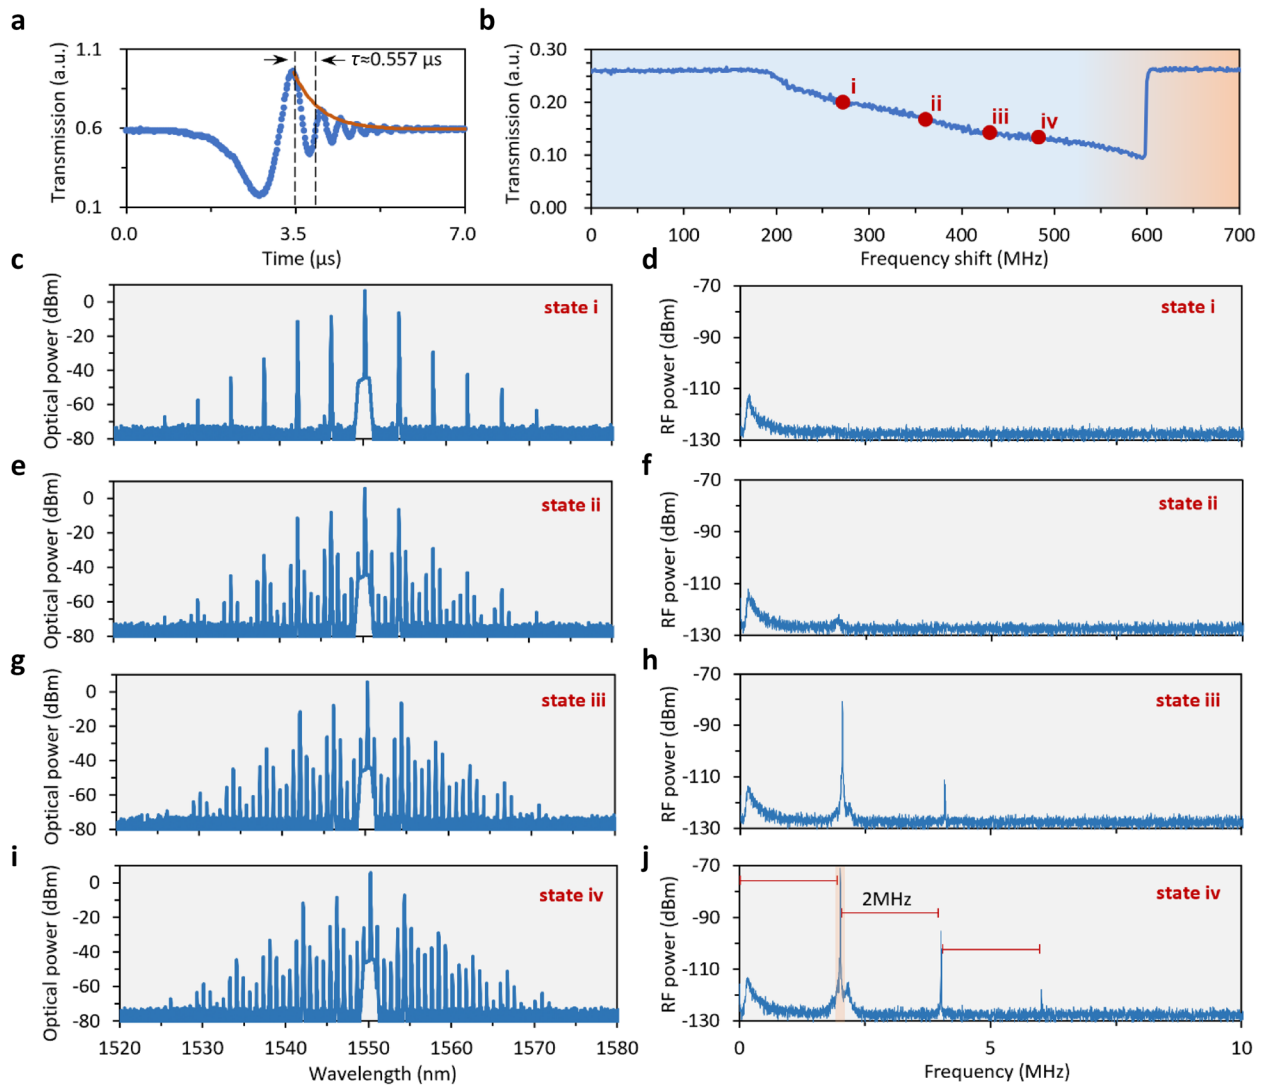 a
Transmission (a.u.)
1.1
0.6
0.1
τ≈0.557 μs
0.0
3.5
7.0
Time (μs)
b
Transmission (a.u.)
0.30
0.20
0.10
0.00
i
ii
iii
iv
0
100
200
300
400
500
600
700
Frequency shift (MHz)
c
Optical power (dBm)
0
-20
-40
-60
-80
state i
d
RF power (dBm)
-70
-90
-110
-130
state i
e
Optical power (dBm)
0
-20
-40
-60
-80
state ii
f
RF power (dBm)
-70
-90
-110
-130
state ii
g
Optical power (dBm)
0
-20
-40
-60
-80
state iii
h
RF power (dBm)
-70
-90
-110
-130
state iii
i
Optical power (dBm)
0
-20
-40
-60
-80
state iv
1520
1530
1540
1550
1560
1570
1580
Wavelength (nm)
j
RF power (dBm)
-70
-90
-110
-130
2MHz
state iv
0
5
10
Frequency (MHz)